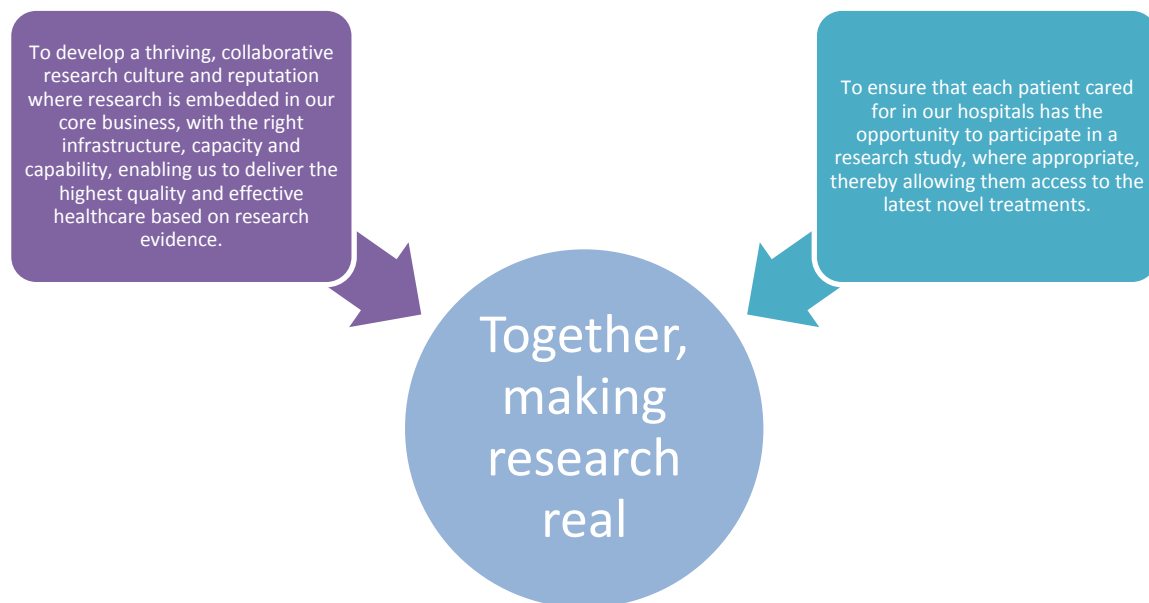 To develop a thriving, collaborative
research culture and reputation
where research is embedded in our
core business, with the right
infrastructure, capacity and
capability, enabling us to deliver the
highest quality and effective
healthcare based on research
evidence.
To ensure that each patient cared
for in our hospitals has the
opportunity to participate in a
research study, where appropriate,
thereby allowing them access to the
latest novel treatments.
Together,
making
research
real